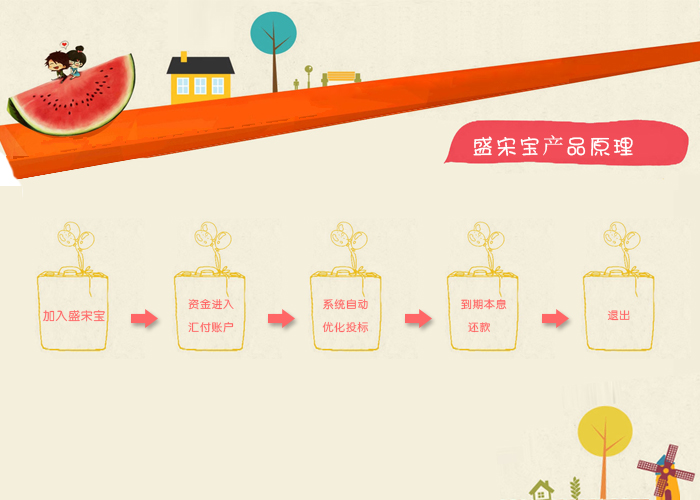 盛宋宝产品原理
加入盛宋宝
资金进入
汇付账户
系统自动
优化投标
到期本息
还款
退出